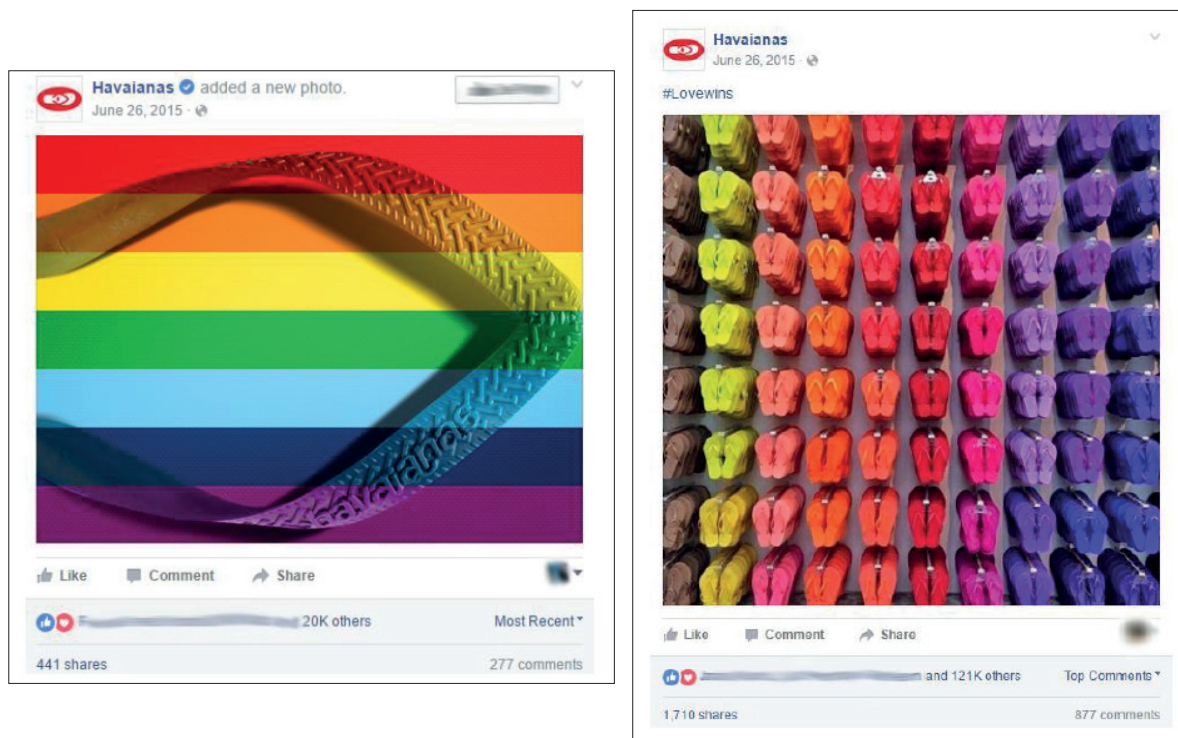 Havaianas added a new photo.
June 26, 2015
havaianas
Like Comment Share
20K others Most Recent
441 shares 277 comments
Havaianas
June 26, 2015
#Lovewins
Like Comment Share
and 121K others Top Comments
1,710 shares 877 comments